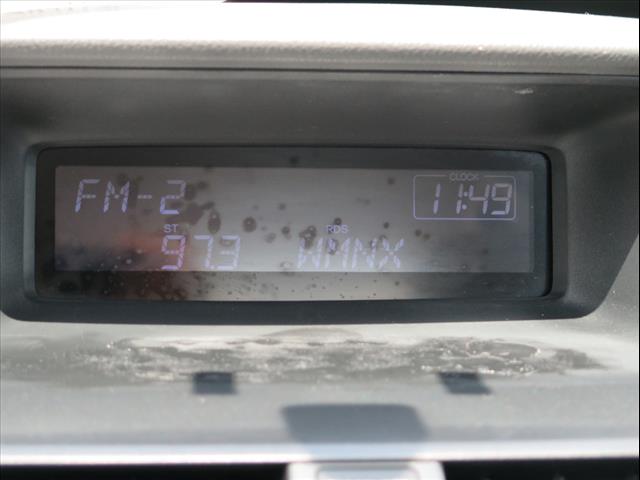 CLOCK
FM-2 11:49
ST RDS
97.3 WMNX